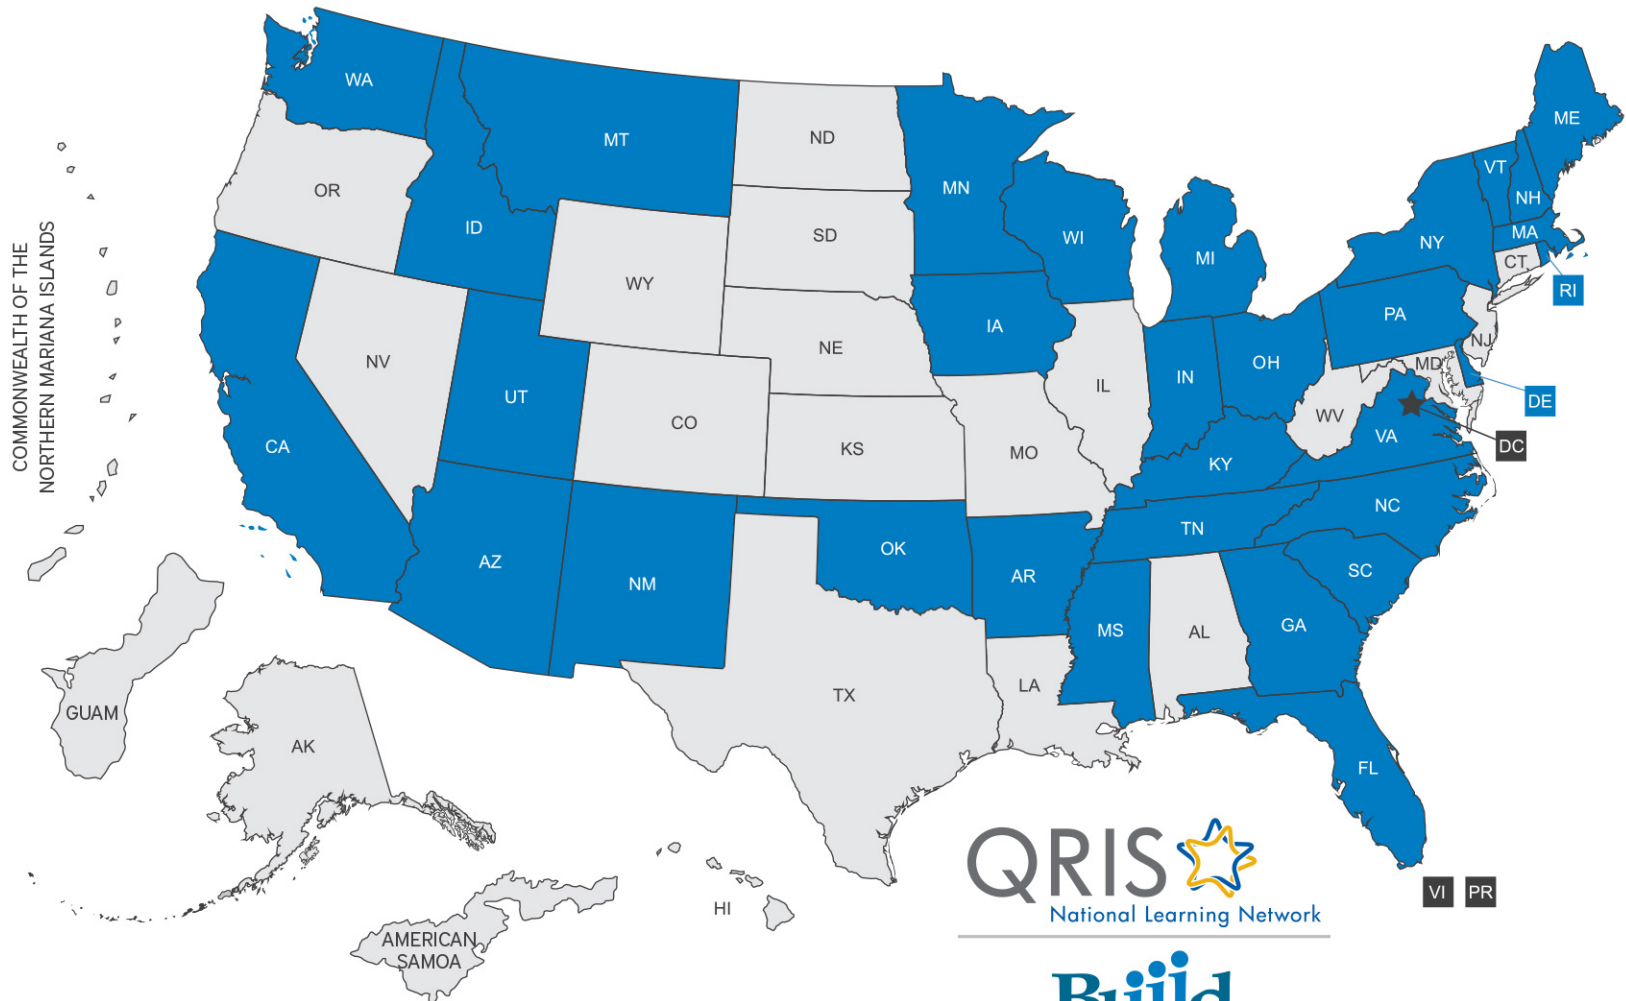 WA
MT
ND
MN
ME
VT
NH
OR
ID
SD
WI
MI
NY
MA
CT
RI
WY
IA
PA
NE
NJ
NV
UT
IL
IN
OH
MD
DE
CO
KS
MO
WV
VA
DC
CA
KY
NC
TN
AZ
NM
OK
AR
SC
MS
AL
GA
TX
LA
FL
COMMONWEALTH OF THE
NORTHERN MARIANA ISLANDS
GUAM
AK
HI
AMERICAN
SAMOA
VI PR
QRIS
National Learning Network
Build